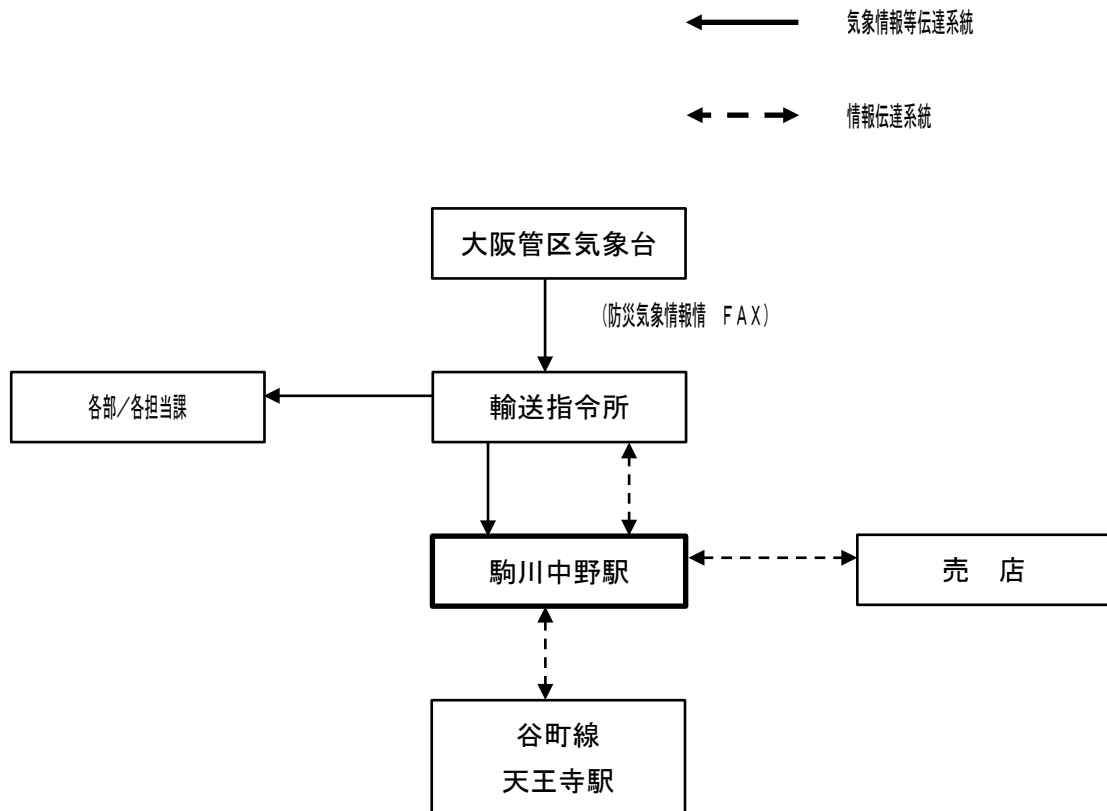 気象情報等伝達系統
情報伝達系統
大阪管区気象台
(防災気象情報情　ＦＡＸ)
各部／各担当課
輸送指令所
駒川中野駅
売　店
谷町線
天王寺駅